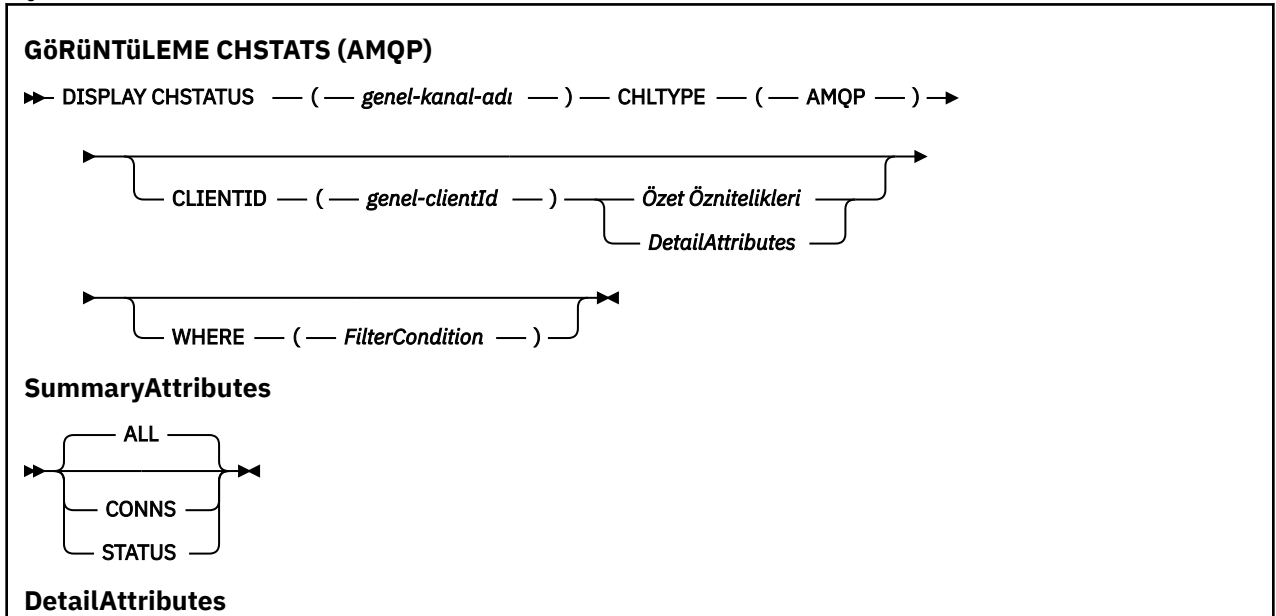 GöRüNTüLEME CHSTATS (AMQP)
DISPLAY CHSTATUS ( genel-kanal-adı ) CHLTYPE ( AMQP )
CLIENTID ( genel-clientId ) Özet Öznitelikleri
DetailAttributes
WHERE ( FilterCondition )
SummaryAttributes
ALL
CONNS
STATUS
DetailAttributes